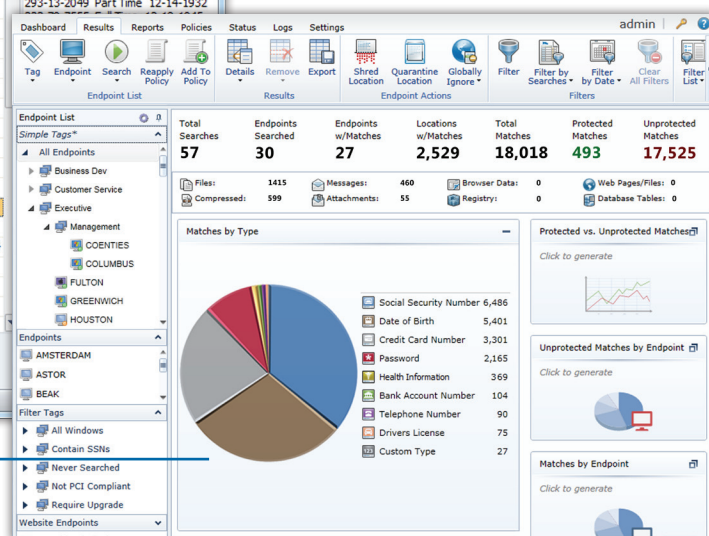 293-13-2049 Part Time 12-14-1932
Dashboard Results Reports Policies Status Logs Settings
admin
Tag Endpoint Search Reapply Policy Add To Policy
Endpoint List
Details Remove Export
Results
Shred Location Quarantine Location Globally Ignore
Endpoint Actions
Filter Filter by Searches Filter by Date Clear All Filters Filter List
Filters
Endpoint List
Simple Tags*
All Endpoints
Business Dev
Customer Service
Executive
Management
COENTIES
COLUMBUS
FULTON
GREENWICH
HOUSTON
Endpoints
AMSTERDAM
ASTOR
BEAK
Filter Tags
All Windows
Contain SSNs
Never Searched
Not PCI Compliant
Require Upgrade
Website Endpoints
Total Searches
57
Endpoints Searched
30
Endpoints w/Matches
27
Locations w/Matches
2,529
Total Matches
18,018
Protected Matches
493
Unprotected Matches
17,525
Files: 1415 Messages: 460 Browser Data: 0 Web Pages/Files: 0
Compressed: 599 Attachments: 55 Registry: 0 Database Tables: 0
Matches by Type
Social Security Number 6,486
Date of Birth 5,401
Credit Card Number 3,301
Password 2,165
Health Information 369
Bank Account Number 104
Telephone Number 90
Drivers License 75
Custom Type 27
Protected vs. Unprotected Matches
Click to generate
Unprotected Matches by Endpoint
Click to generate
Matches by Endpoint
Click to generate